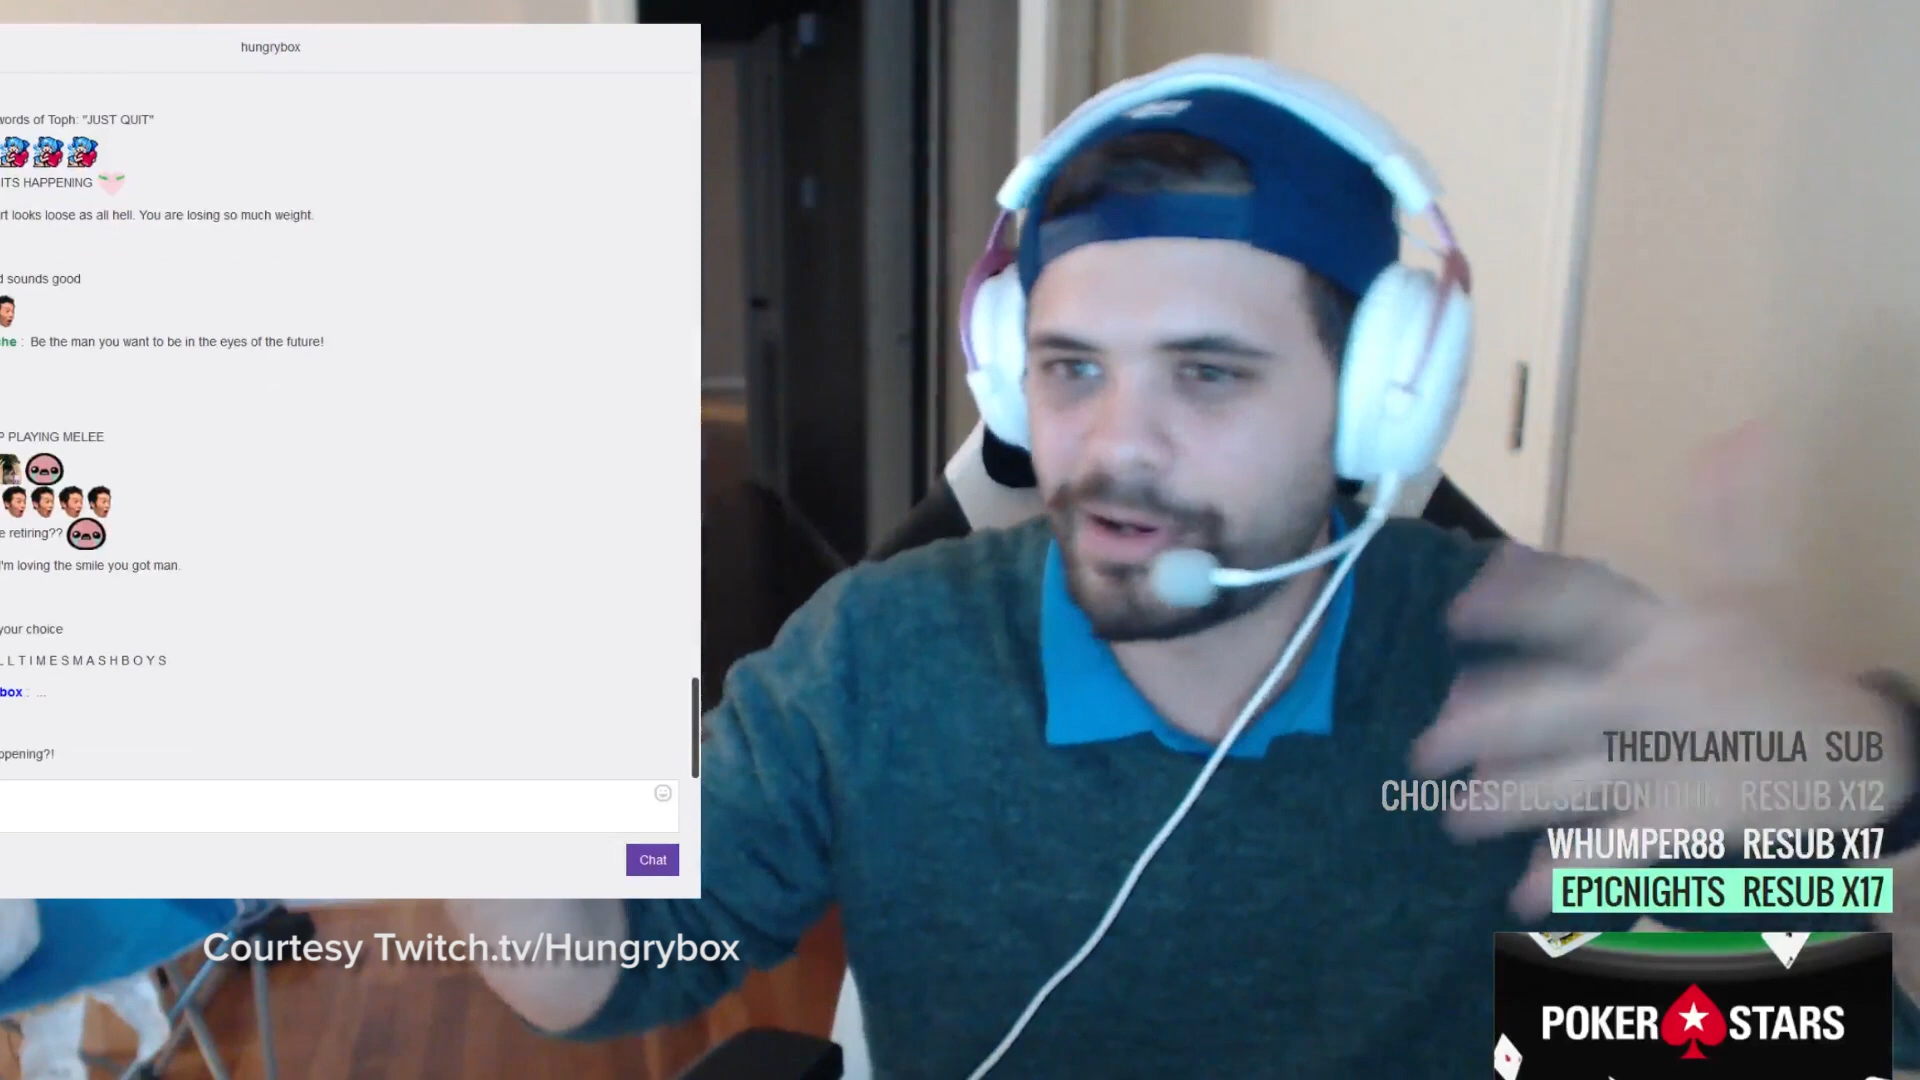 hungrybox
words of Toph: "JUST QUIT"
ITS HAPPENING
rt looks loose as all hell. You are losing so much weight.
d sounds good
he : Be the man you want to be in the eyes of the future!
P PLAYING MELEE
e retiring??
I'm loving the smile you got man.
your choice
L L T I M E S M A S H B O Y S
box : ...
ppening?!
Chat
THEDYLANTULA SUB
CHOICESPECSELTONJOHN RESUB X12
WHUMPER88 RESUB X17
EP1CNIGHTS RESUB X17
Courtesy Twitch.tv/Hungrybox
POKER STARS